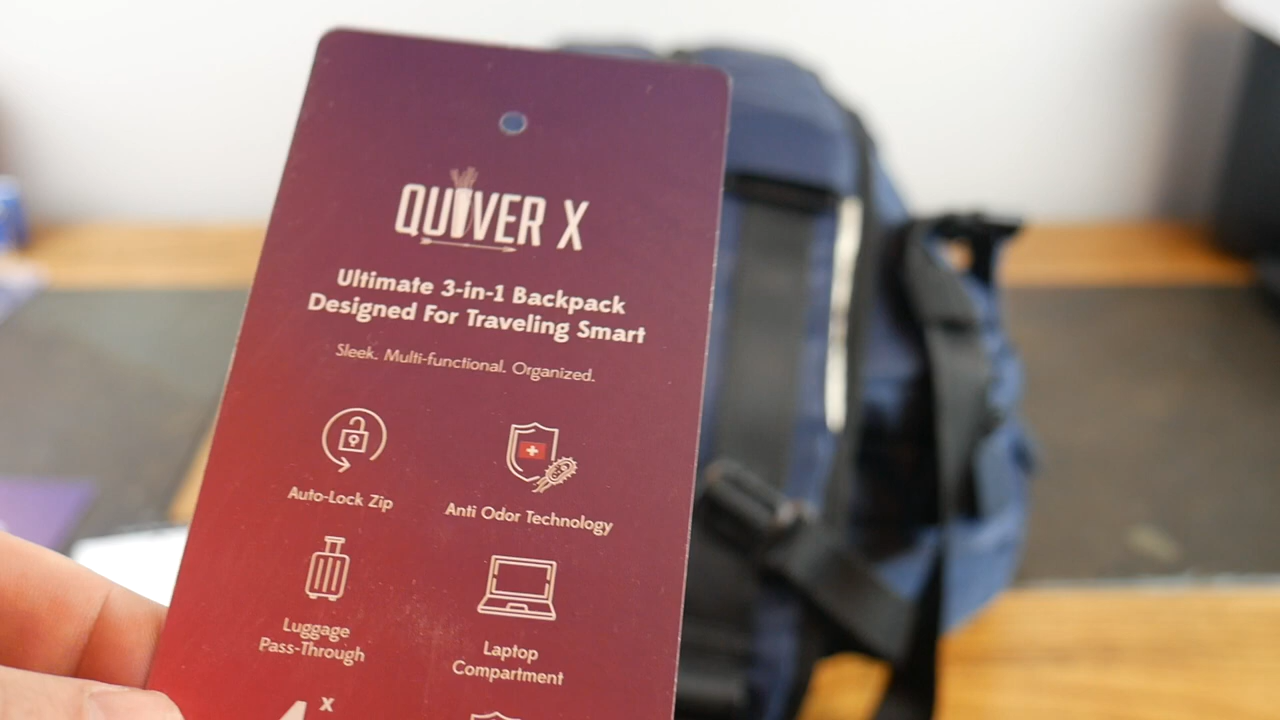 QUIVER X
Ultimate 3-in-1 Backpack
Designed For Traveling Smart
Sleek. Multi-functional. Organized.
Auto-Lock Zip
Anti Odor Technology
Luggage
Pass-Through
Laptop
Compartment
x